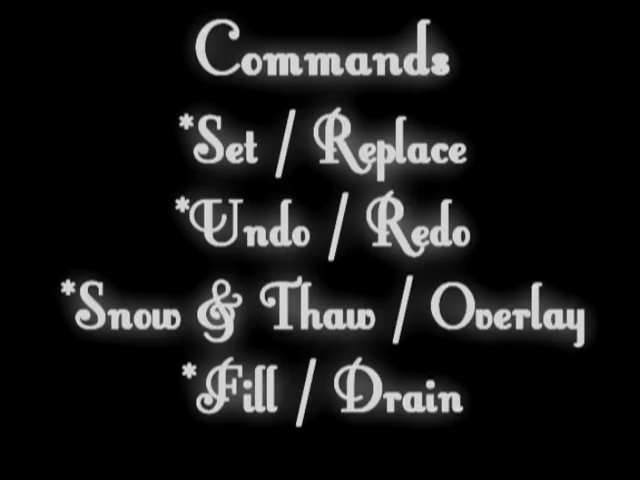 Commands
*Set / Replace
*Undo / Redo
*Snow & Thaw / Overlay
*Fill / Drain